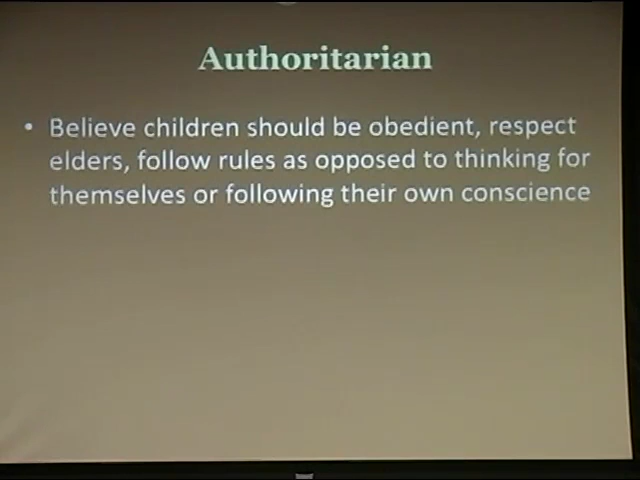 Authoritarian
• Believe children should be obedient, respect
elders, follow rules as opposed to thinking for
themselves or following their own conscience